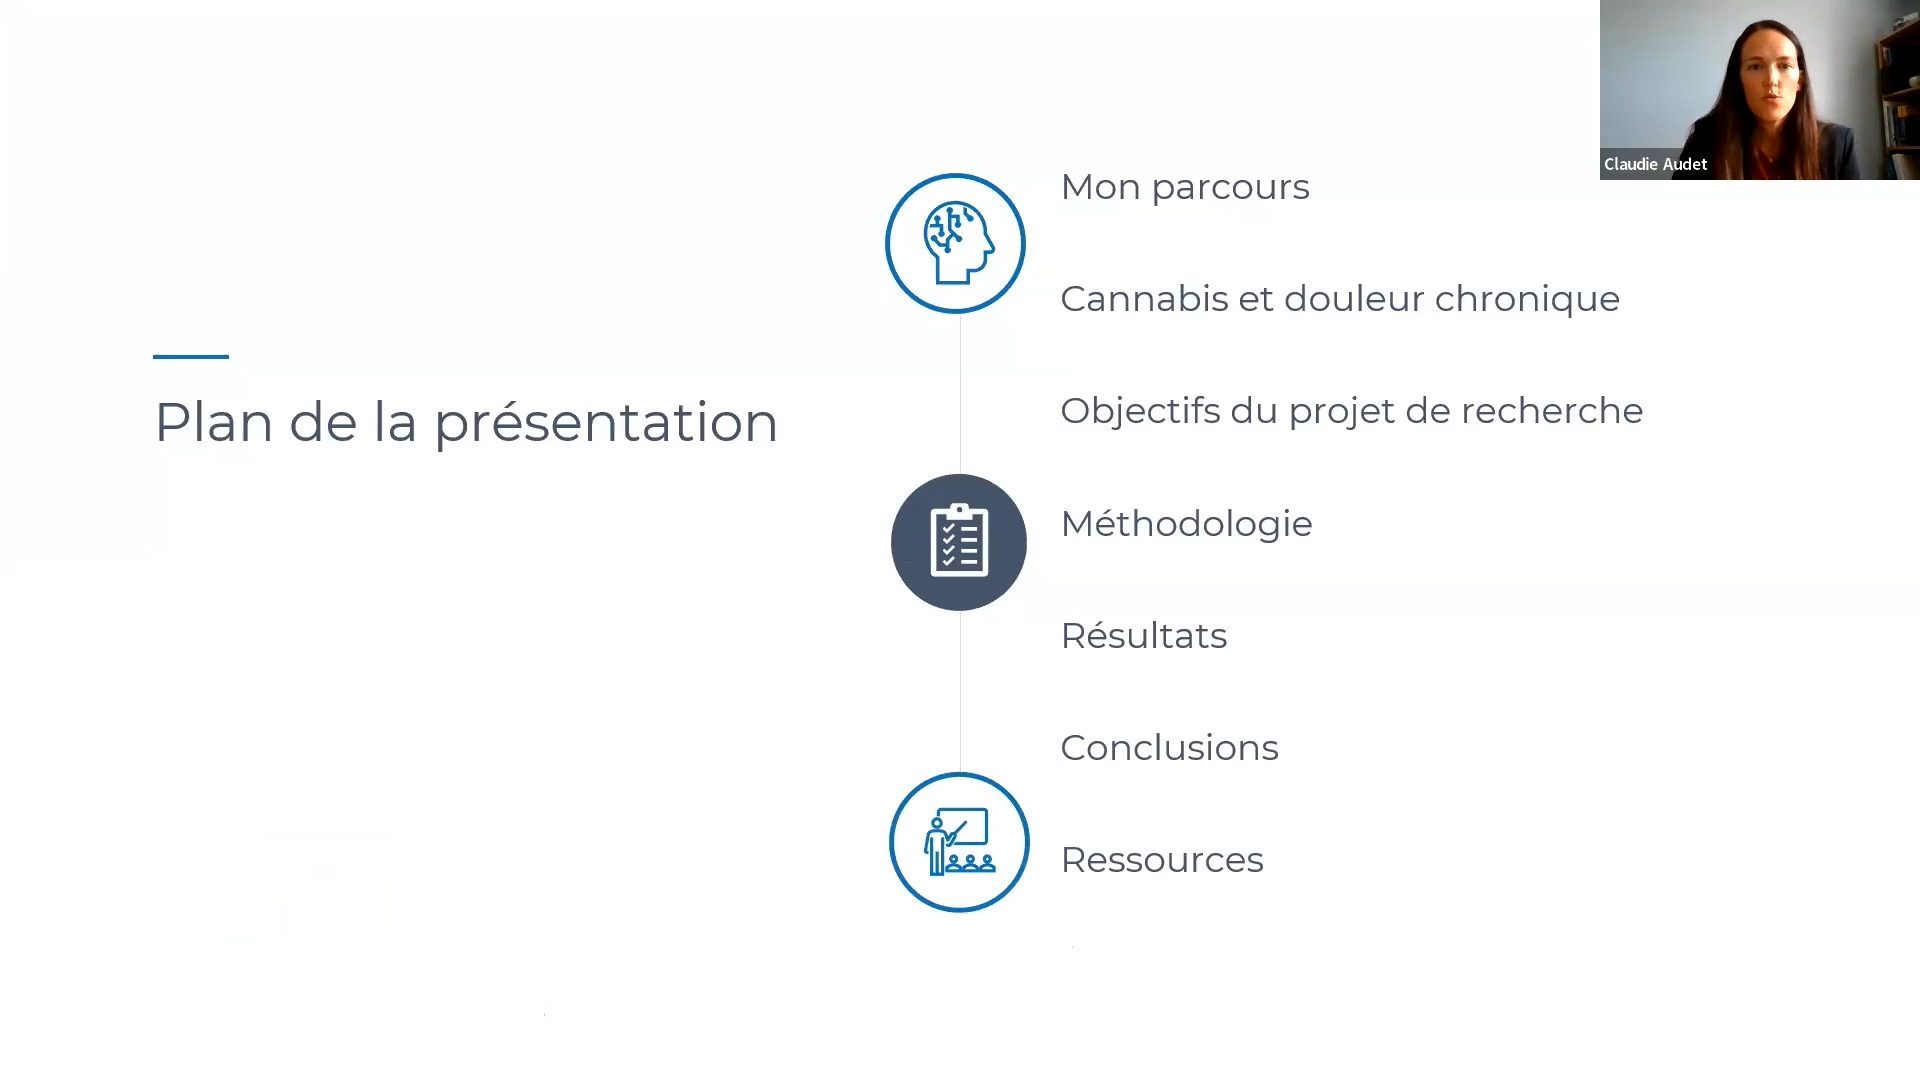 Claudie Audet
Plan de la présentation
Mon parcours
Cannabis et douleur chronique
Objectifs du projet de recherche
Méthodologie
Résultats
Conclusions
Ressources